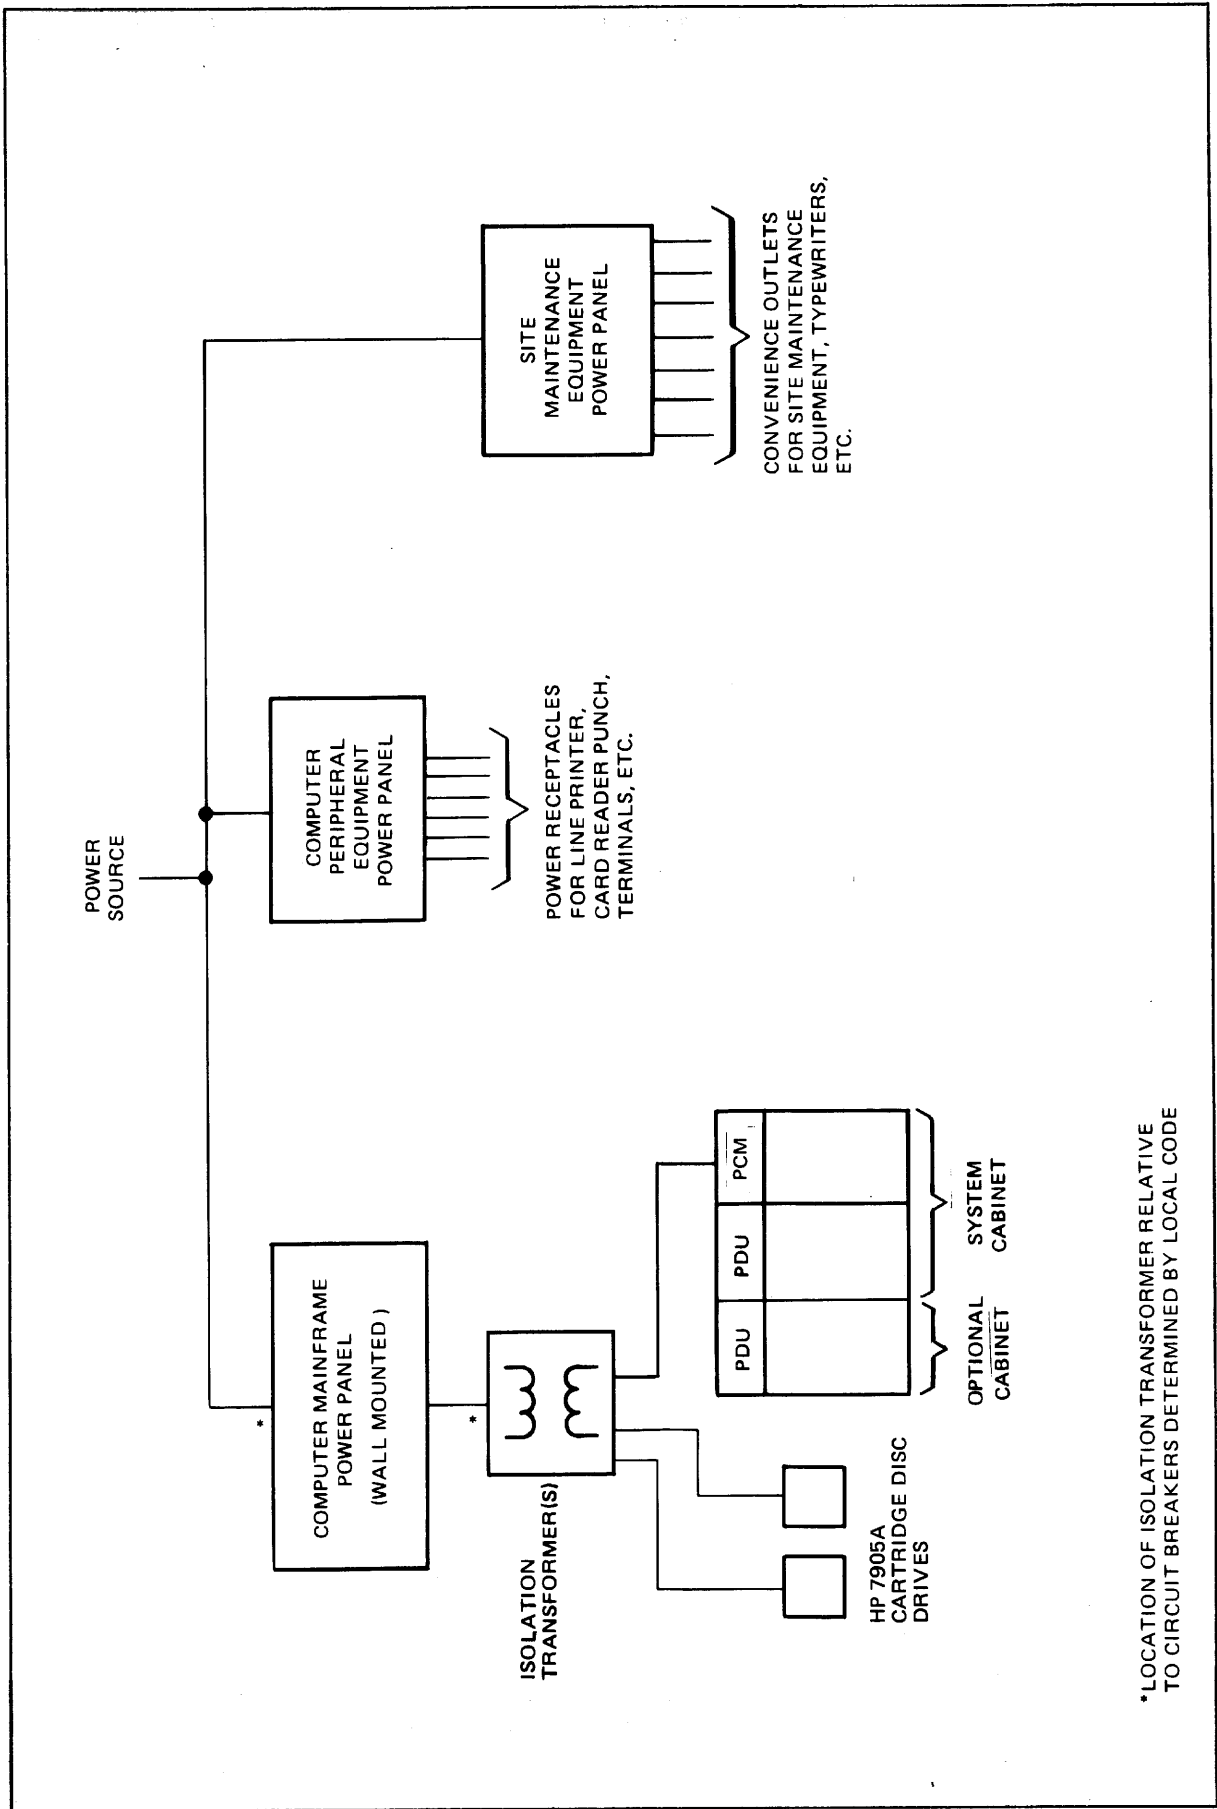 POWER
SOURCE
*
COMPUTER MAINFRAME
POWER PANEL
(WALL MOUNTED )
*
ISOLATION
TRANSFORMER(S)
HP 7905A
CARTRIDGE DISC
DRIVES
PDU
PDU
PCM
OPTIONAL
CABINET
SYSTEM
CABINET
COMPUTER
PERIPHERAL
EQUIPMENT
POWER PANEL
POWER RECEPTACLES
FOR LINE PRINTER,
CARD READER PUNCH,
TERMINALS, ETC.
SITE
MAINTENANCE
EQUIPMENT
POWER PANEL
CONVENIENCE OUTLETS
FOR SITE MAINTENANCE
EQUIPMENT, TYPEWRITERS,
ETC.
*LOCATION OF ISOLATION TRANSFORMER RELATIVE
TO CIRCUIT BREAKERS DETERMINED BY LOCAL CODE